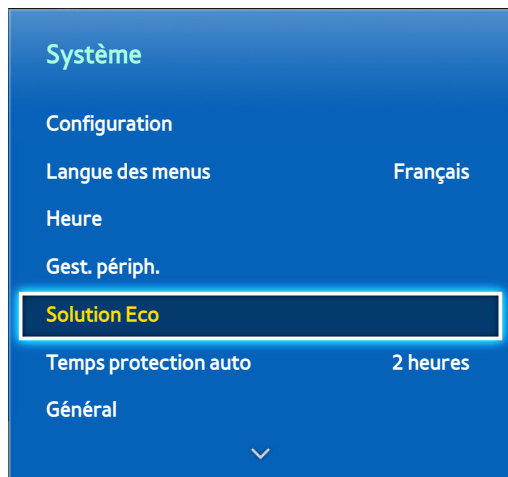 Système
Configuration
Langue des menus Français
Heure
Gest. périph.
Solution Eco
Temps protection auto 2 heures
Général